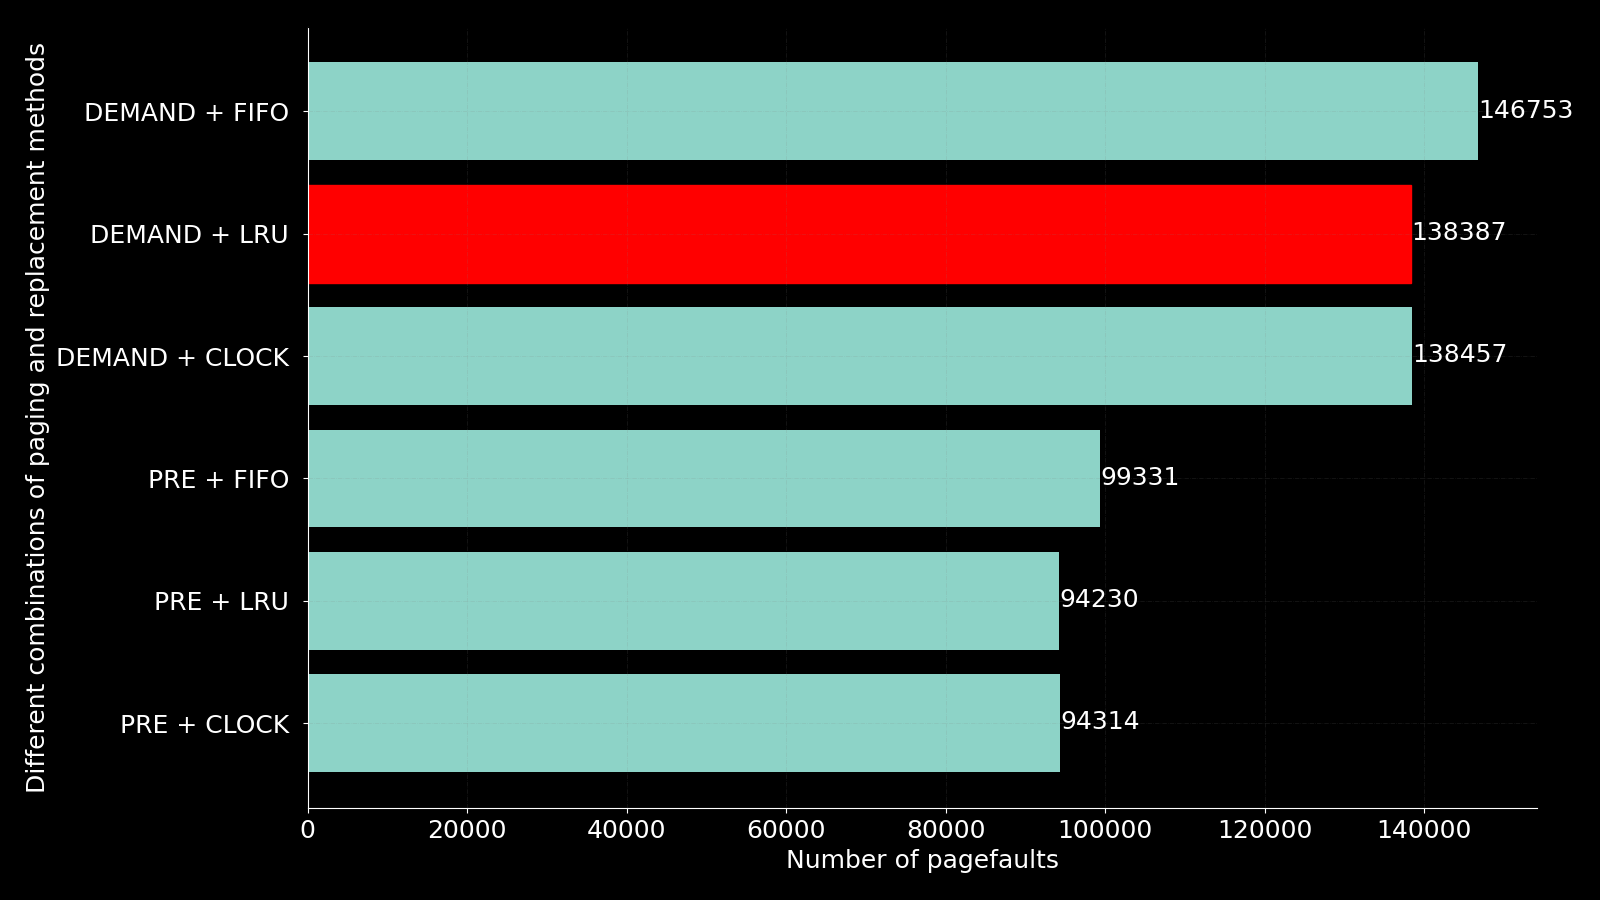 Different combinations of paging and replacement methods
DEMAND + FIFO
146753
DEMAND + LRU
138387
DEMAND + CLOCK
138457
PRE + FIFO
99331
PRE + LRU
94230
PRE + CLOCK
94314
0 20000 40000 60000 80000 100000 120000 140000
Number of pagefaults